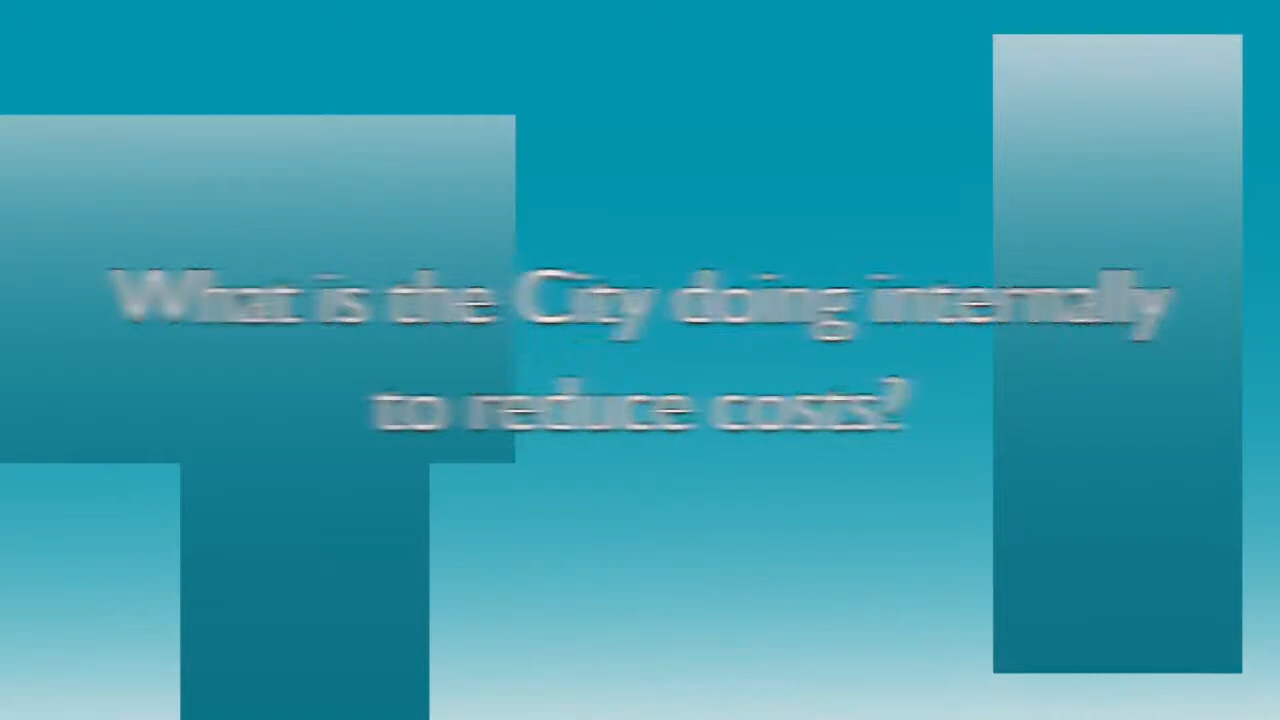 What is the City doing internally
to reduce costs?